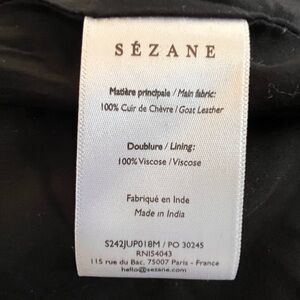 SÉZANE
Matière principale / Main fabric:
100% Cuir de Chèvre / Goat Leather
Doublure / Lining:
100% Viscose / Viscose
Fabriqué en Inde
Made in India
S242JUP018M / PO 30245
RN154043
115 rue du Bac, 75007 Paris - France
hello@sezane.com